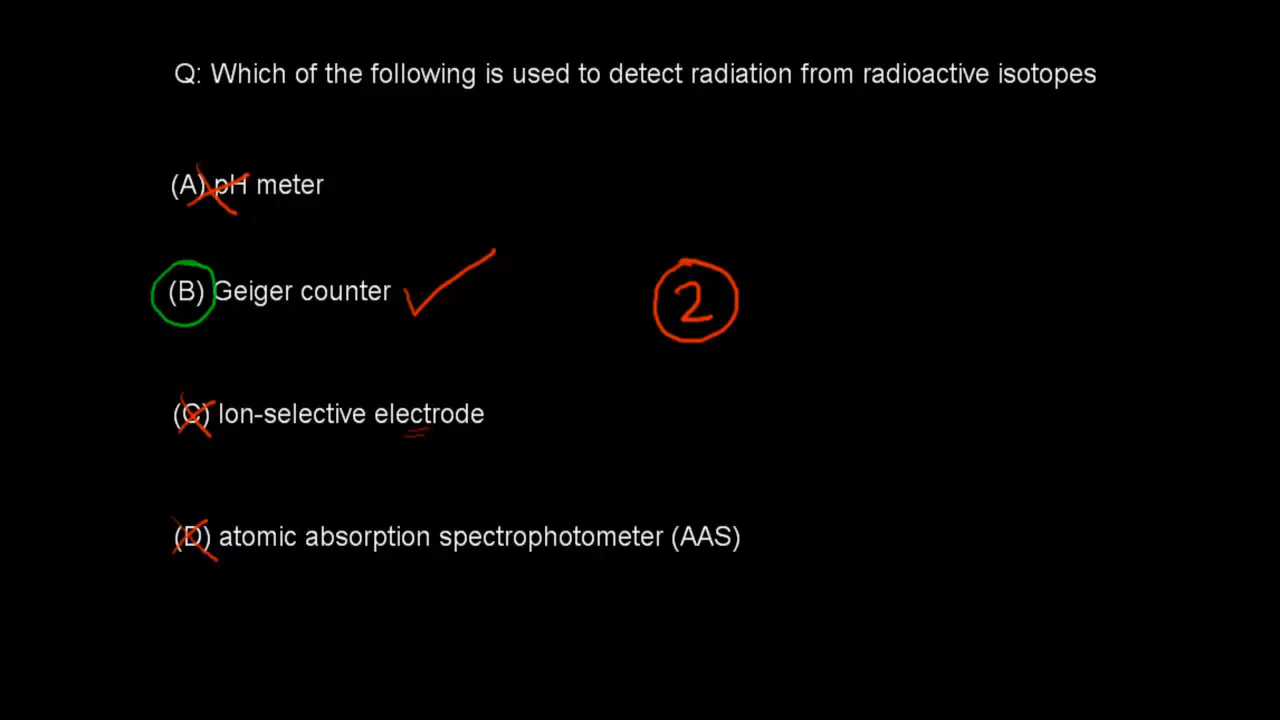 Q: Which of the following is used to detect radiation from radioactive isotopes
(A) pH meter
(B) Geiger counter
2
(C) Ion-selective electrode
(D) atomic absorption spectrophotometer (AAS)